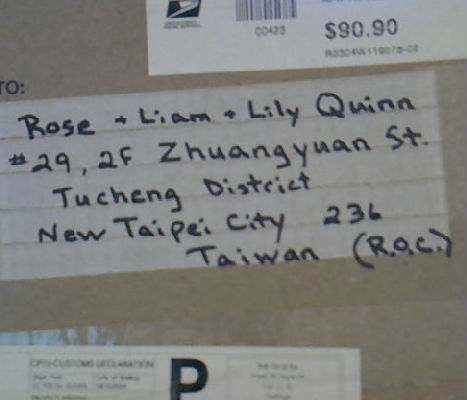 00423
$90.90
TO:
Rose + Liam + Lily Quinn
#29, 2F Zhuangyuan St.
Tucheng District
New Taipei City 236
Taiwan (R.O.C.)
CP72-CUSTOMS DECLARATION
P